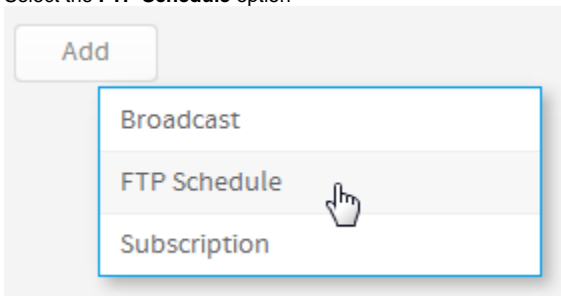 Select the FTP Schedule option
Add
Broadcast
FTP Schedule
Subscription